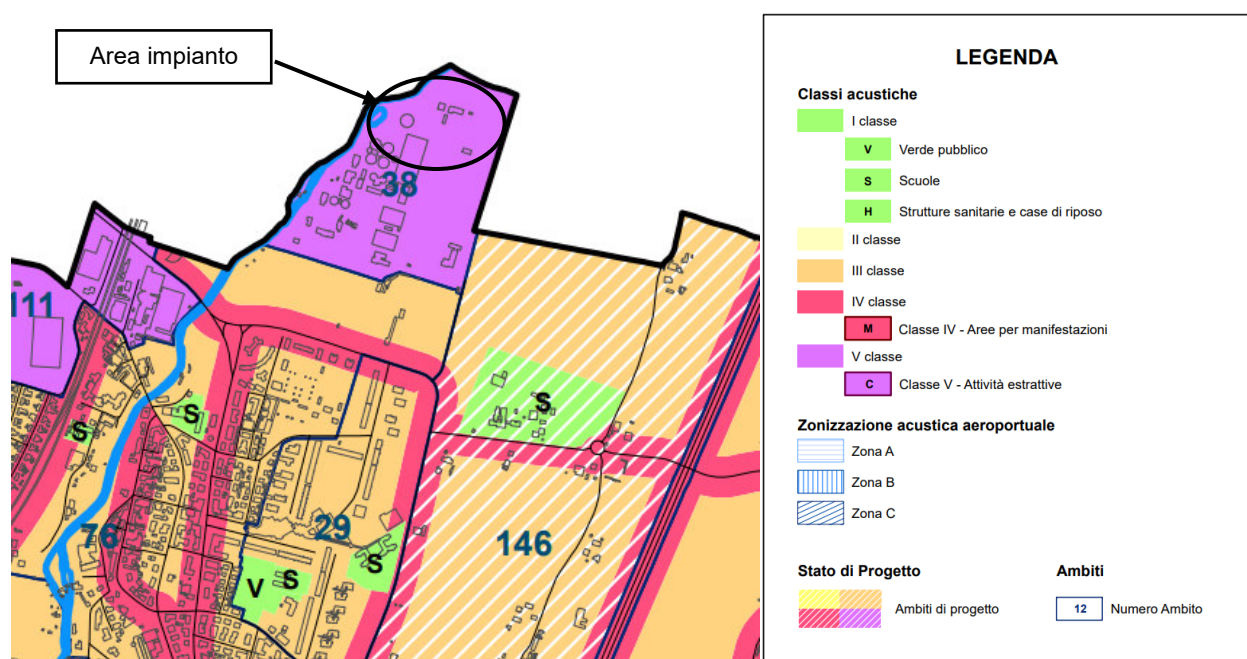 Area impianto
38
111
S
S
S
76
29
146
V
S
S
LEGENDA
Classi acustiche
I classe
V Verde pubblico
S Scuole
H Strutture sanitarie e case di riposo
II classe
III classe
IV classe
M Classe IV - Aree per manifestazioni
V classe
C Classe V - Attività estrattive
Zonizzazione acustica aeroportuale
Zona A
Zona B
Zona C
Stato di Progetto
Ambiti di progetto
Ambiti
12 Numero Ambito